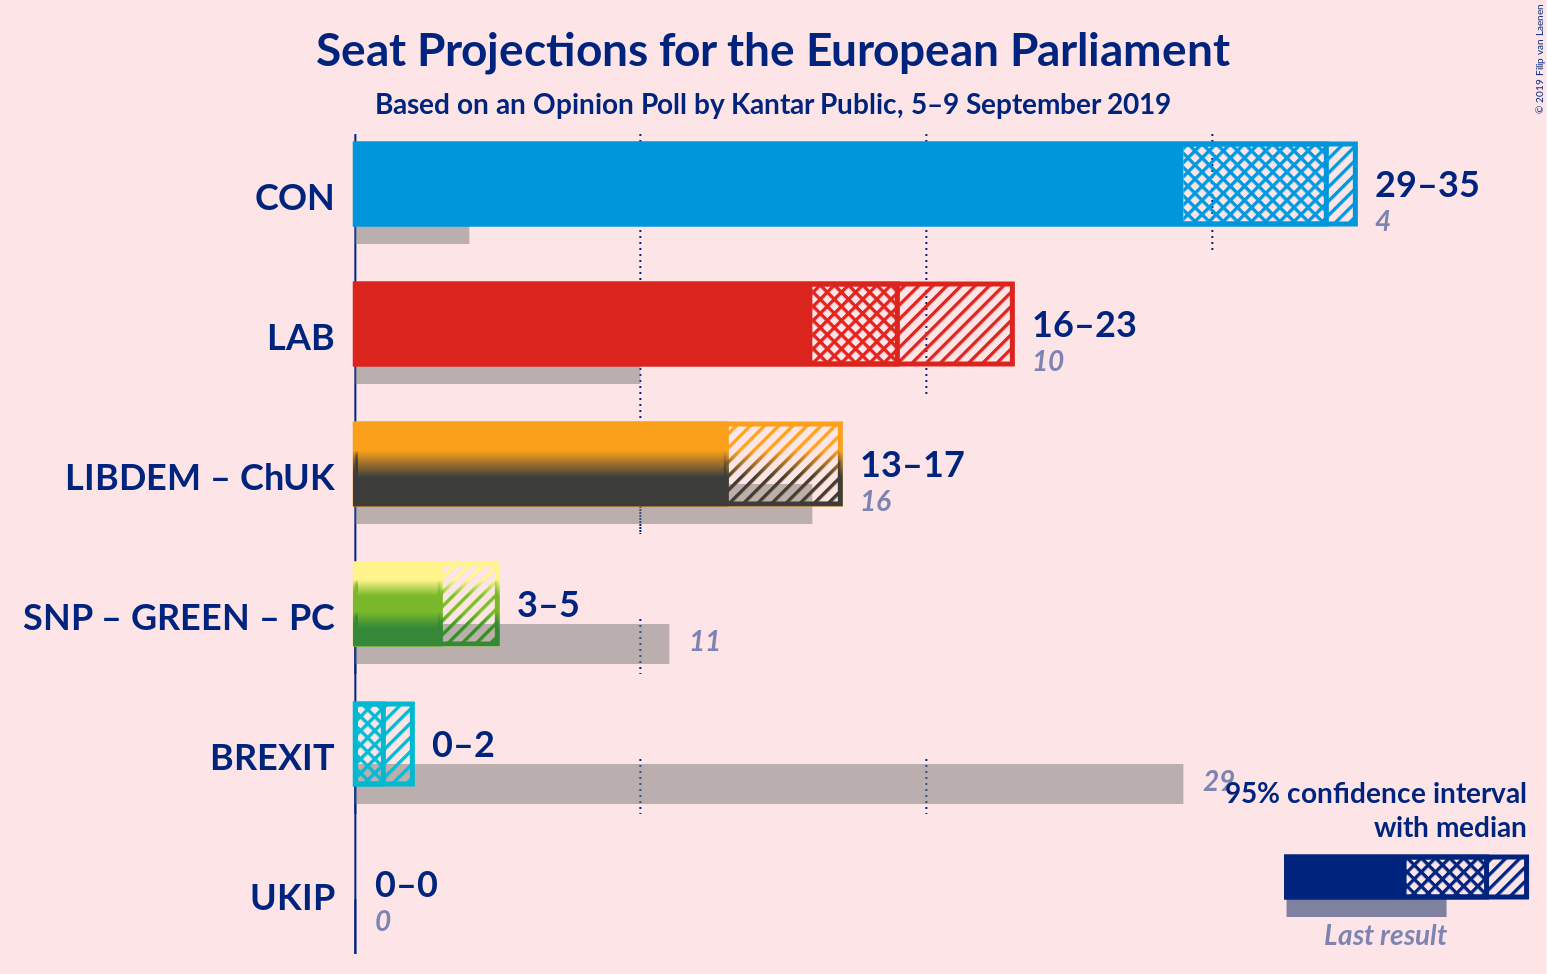 Seat Projections for the European Parliament
Based on an Opinion Poll by Kantar Public, 5–9 September 2019
© 2019 Filip van Laenen
CON
29–35
4
LAB
16–23
10
LIBDEM – ChUK
13–17
16
SNP – GREEN – PC
3–5
11
BREXIT
0–2
29
95% confidence interval
with median
UKIP
0–0
0
Last result